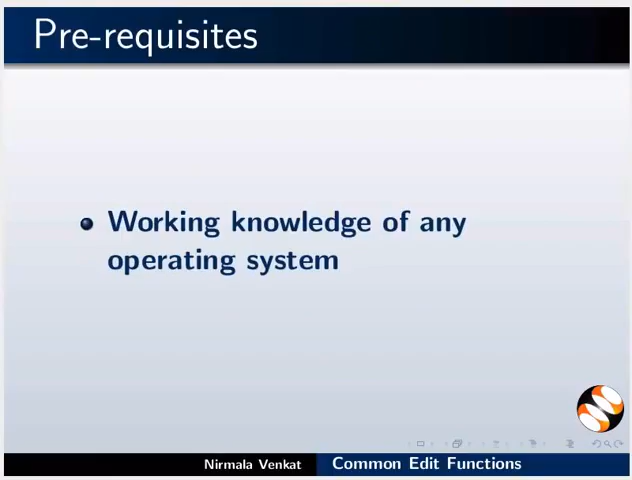 Pre-requisites
Working knowledge of any
operating system
Nirmala Venkat
Common Edit Functions